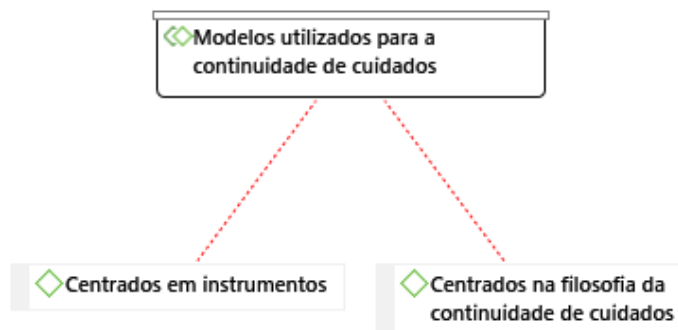 Modelos utilizados para a
continuidade de cuidados
Centrados em instrumentos
Centrados na filosofia da
continuidade de cuidados